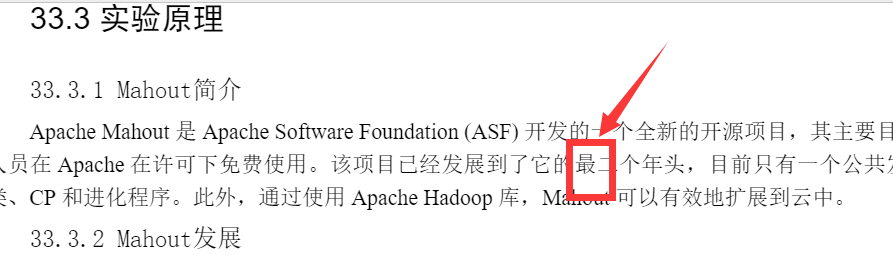 33.3 实验原理
33.3.1 Mahout简介
Apache Mahout 是 Apache Software Foundation (ASF) 开发的一个全新的开源项目，其主要目
人员在 Apache 在许可下免费使用。该项目已经发展到了它的最二个年头，目前只有一个公共发
类、CP 和进化程序。此外，通过使用 Apache Hadoop 库，Mahout 可以有效地扩展到云中。
33.3.2 Mahout发展